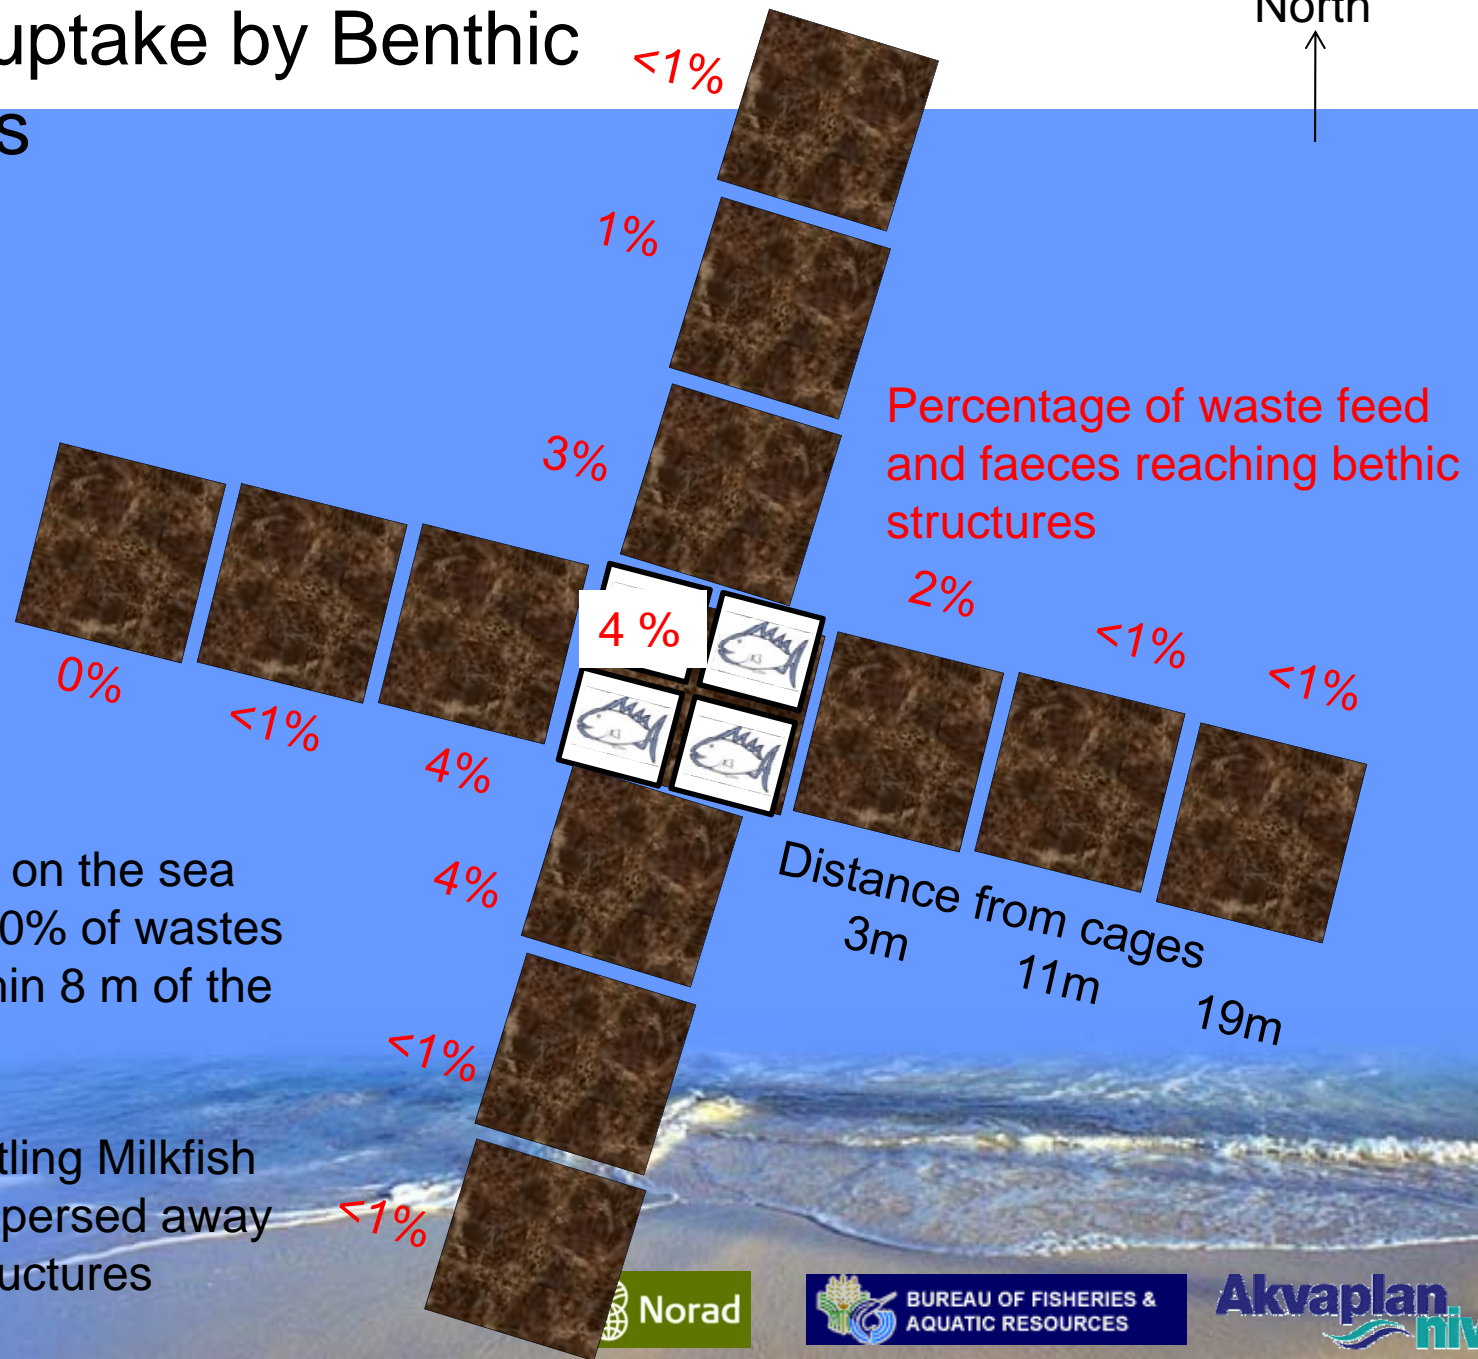 uptake by Benthic
s
North
<1%
1%
3%
Percentage of waste feed
and faeces reaching bethic
structures
4 %
2%
<1%
<1%
0%
<1%
4%
4%
<1%
<1%
Distance from cages
3m
11m
19m
on the sea
0% of wastes
hin 8 m of the
tling Milkfish
persed away
uctures
Norad
BUREAU OF FISHERIES &
AQUATIC RESOURCES
Akvaplan
niv